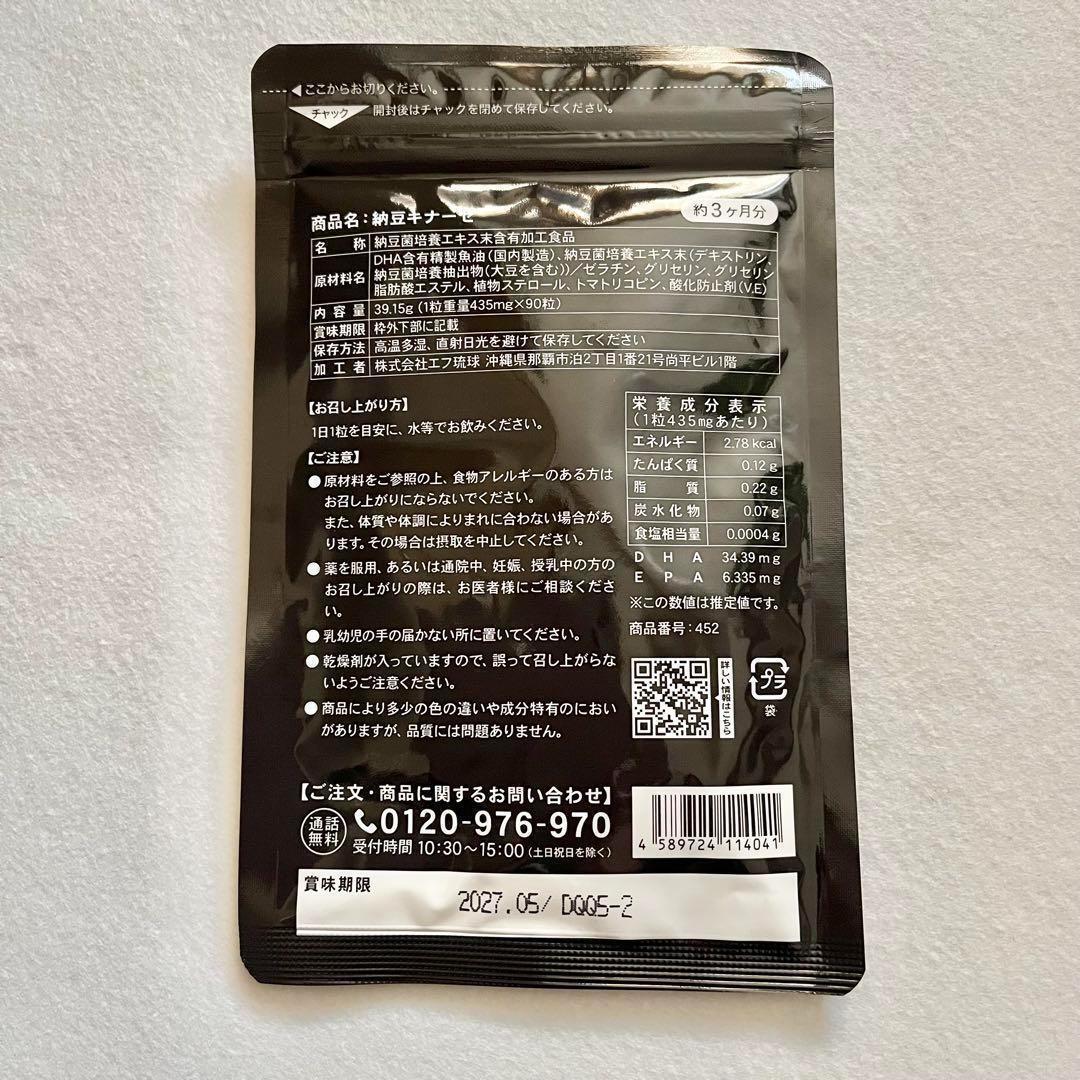 ここからお切りください。
チャック
開封後はチャックを閉めて保存してください。
商品名:納豆キナーゼ
約3ヶ月分
名 称 納豆菌培養エキス末含有加工食品
原材料名 DHA含有精製魚油(国内製造)、納豆菌培養エキス末(デキストリン、
納豆菌培養抽出物(大豆を含む))／ゼラチン、グリセリン、グリセリン
脂肪酸エステル、植物ステロール、トマトリコピン、酸化防止剤(V.E)
内 容 量 39.15g(1粒重量435mg×90粒)
賞味期限 枠外下部に記載
保存方法 高温多湿、直射日光を避けて保存してください
加 工 者 株式会社エフ琉球 沖縄県那覇市泊2丁目1番21号尚平ビル1階
【お召し上がり方】
1日1粒を目安に、水等でお飲みください。
【ご注意】
●原材料をご参照の上、食物アレルギーのある方は
お召し上がりにならないでください。
また、体質や体調によりまれに合わない場合があ
ります。その場合は摂取を中止してください。
●薬を服用、あるいは通院中、妊娠、授乳中の方の
お召し上がりの際は、お医者様にご相談くださ
い。
●乳幼児の手の届かない所に置いてください。
●乾燥剤が入っていますので、誤って召し上がらな
いようご注意ください。
●商品により多少の色の違いや成分特有のにおい
がありますが、品質には問題ありません。
栄養成分表示
(1粒435mgあたり)
エネルギー 2.78kcal
たんぱく質 0.12g
脂 質 0.22g
炭水化物 0.07g
食塩相当量 0.0004g
DHA 34.39mg
EPA 6.335mg
※この数値は推定値です。
商品番号:452
詳しい情報はこちら
プラ
袋
【ご注文・商品に関するお問い合わせ】
通話
無料
0120-976-970
受付時間 10:30～15:00(土日祝日を除く)
4 589724 114041
賞味期限
2027.05/ DQQ5-2